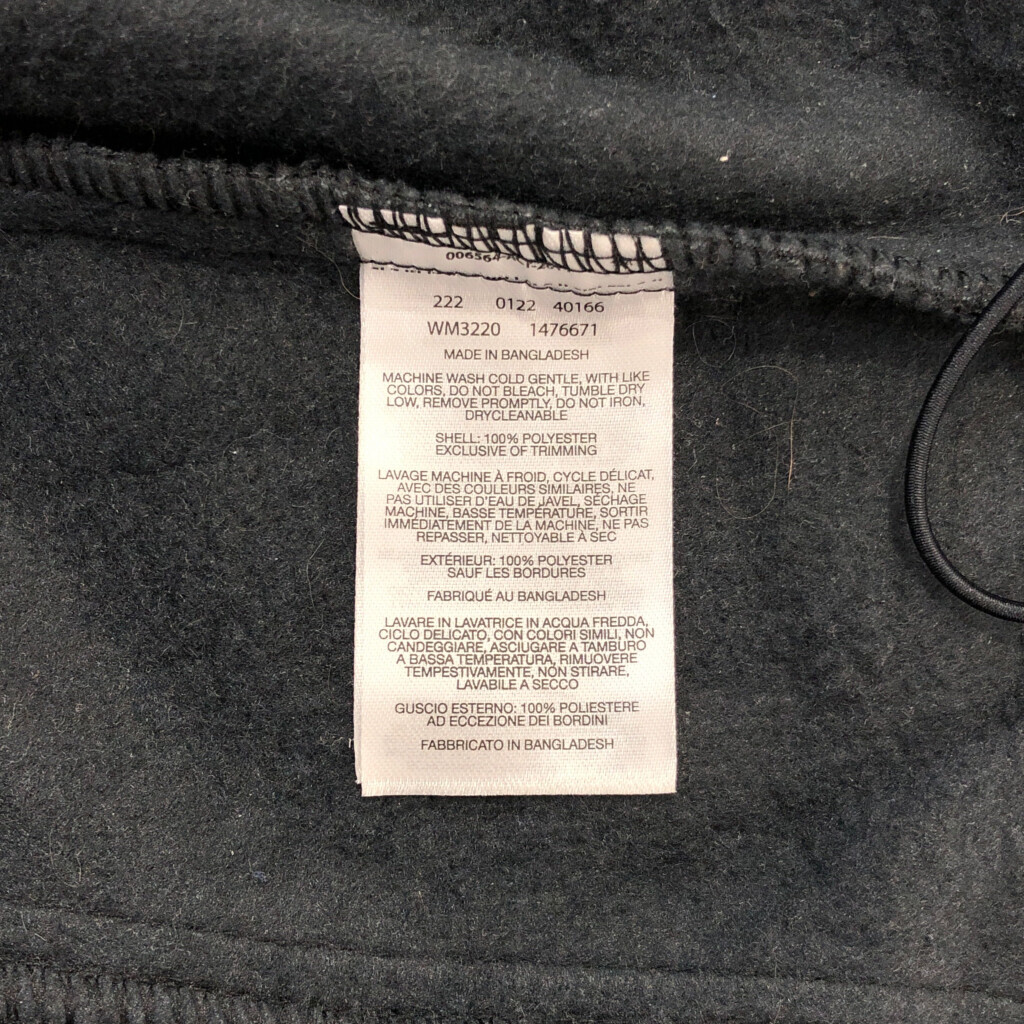 222 0122 40166
WM3220 1476671
MADE IN BANGLADESH
MACHINE WASH COLD GENTLE, WITH LIKE
COLORS, DO NOT BLEACH, TUMBLE DRY
LOW, REMOVE PROMPTLY, DO NOT IRON,
DRYCLEANABLE
SHELL: 100% POLYESTER
EXCLUSIVE OF TRIMMING
LAVAGE MACHINE À FROID, CYCLE DÉLICAT,
AVEC DES COULEURS SIMILAIRES, NE
PAS UTILISER D'EAU DE JAVEL, SÉCHAGE
MACHINE, BASSE TEMPÉRATURE, SORTIR
IMMÉDIATEMENT DE LA MACHINE, NE PAS
REPASSER, NETTOYABLE À SEC
EXTÉRIEUR: 100% POLYESTER
SAUF LES BORDURES
FABRIQUÉ AU BANGLADESH
LAVARE IN LAVATRICE IN ACQUA FREDDA,
CICLO DELICATO, CON COLORI SIMILI, NON
CANDEGGIARE, ASCIUGARE A TAMBURO
A BASSA TEMPERATURA, RIMUOVERE
TEMPESTIVAMENTE, NON STIRARE,
LAVABILE A SECCO
GUSCIO ESTERNO: 100% POLIESTERE
AD ECCEZIONE DEI BORDINI
FABBRICATO IN BANGLADESH